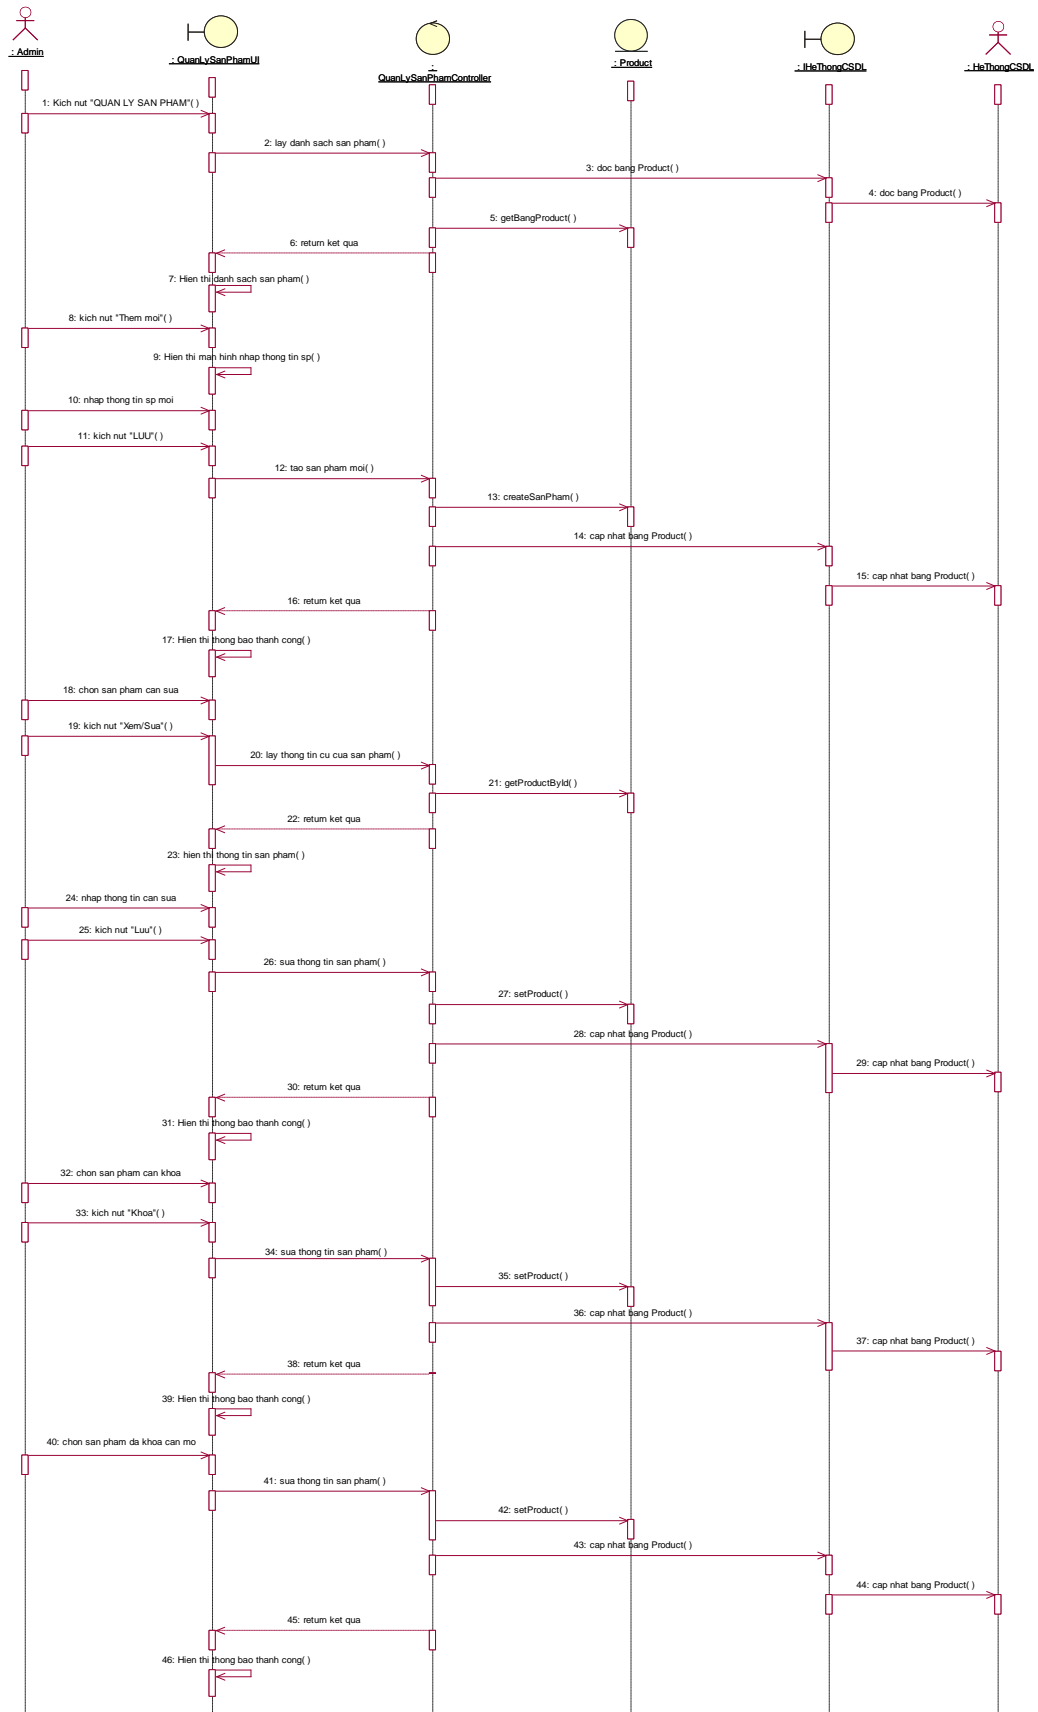 : Admin
: QuanLySanPhamUI
:
QuanLySanPhamController
: Product
: IHeThongCSDL
: HeThongCSDL
1: Kich nut "QUAN LY SAN PHAM"( )
2: lay danh sach san pham( )
3: doc bang Product( )
4: doc bang Product( )
5: getBangProduct( )
6: return ket qua
7: Hien thi danh sach san pham( )
8: kich nut "Them moi"( )
9: Hien thi man hinh nhap thong tin sp( )
10: nhap thong tin sp moi
11: kich nut "LUU"( )
12: tao san pham moi( )
13: createSanPham( )
14: cap nhat bang Product( )
15: cap nhat bang Product( )
16: return ket qua
17: Hien thi thong bao thanh cong( )
18: chon san pham can sua
19: kich nut "Xem/Sua"( )
20: lay thong tin cu cua san pham( )
21: getProductById( )
22: return ket qua
23: hien thi thong tin san pham( )
24: nhap thong tin can sua
25: kich nut "Luu"( )
26: sua thong tin san pham( )
27: setProduct( )
28: cap nhat bang Product( )
29: cap nhat bang Product( )
30: return ket qua
31: Hien thi thong bao thanh cong( )
32: chon san pham can khoa
33: kich nut "Khoa"( )
34: sua thong tin san pham( )
35: setProduct( )
36: cap nhat bang Product( )
37: cap nhat bang Product( )
38: return ket qua
39: Hien thi thong bao thanh cong( )
40: chon san pham da khoa can mo
41: sua thong tin san pham( )
42: setProduct( )
43: cap nhat bang Product( )
44: cap nhat bang Product( )
45: return ket qua
46: Hien thi thong bao thanh cong( )